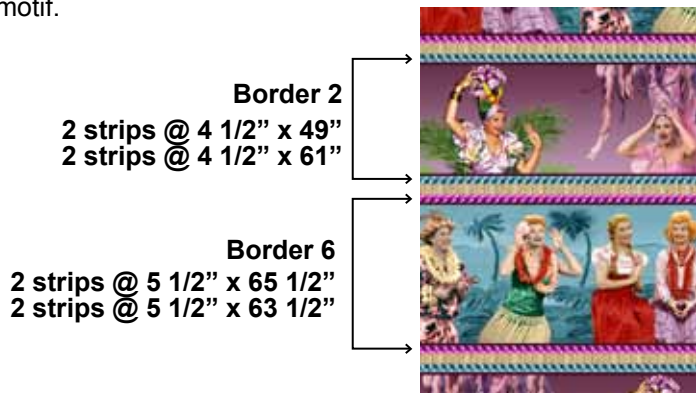 motif.
Border 2
2 strips @ 4 1/2” x 49”
2 strips @ 4 1/2” x 61”
Border 6
2 strips @ 5 1/2” x 65 1/2”
2 strips @ 5 1/2” x 63 1/2”